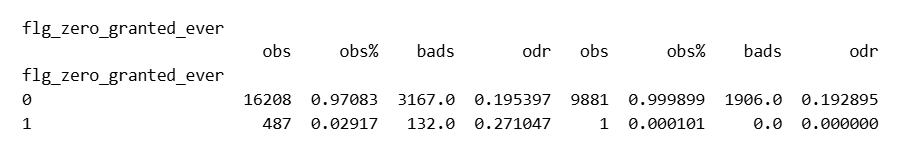 flg_zero_granted_ever
obs obs% bads odr obs obs% bads odr
flg_zero_granted_ever
0 16208 0.97083 3167.0 0.195397 9881 0.999899 1906.0 0.192895
1 487 0.02917 132.0 0.271047 1 0.000101 0.0 0.000000